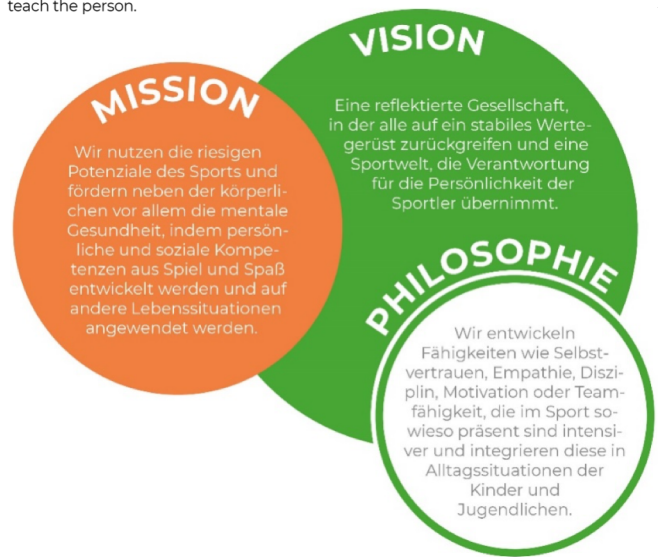 teach the person.
MISSION
Wir nutzen die riesigen
Potenziale des Sports und
fördern neben der körperli-
chen vor allem die mentale
Gesundheit, indem persön-
liche und soziale Kompe-
tenzen aus Spiel und Spaß
entwickelt werden und auf
andere Lebenssituationen
angewendet werden.
VISION
Eine reflektierte Gesellschaft,
in der alle auf ein stabiles Werte-
gerüst zurückgreifen und eine
Sportwelt, die Verantwortung
für die Persönlichkeit der
Sportler übernimmt.
PHILOSOPHIE
Wir entwickeln
Fähigkeiten wie Selbst-
vertrauen, Empathie, Diszi-
plin, Motivation oder Team-
fähigkeit, die im Sport so-
wieso präsent sind intensi-
ver und integrieren diese in
Alltagssituationen der
Kinder und
Jugendlichen.